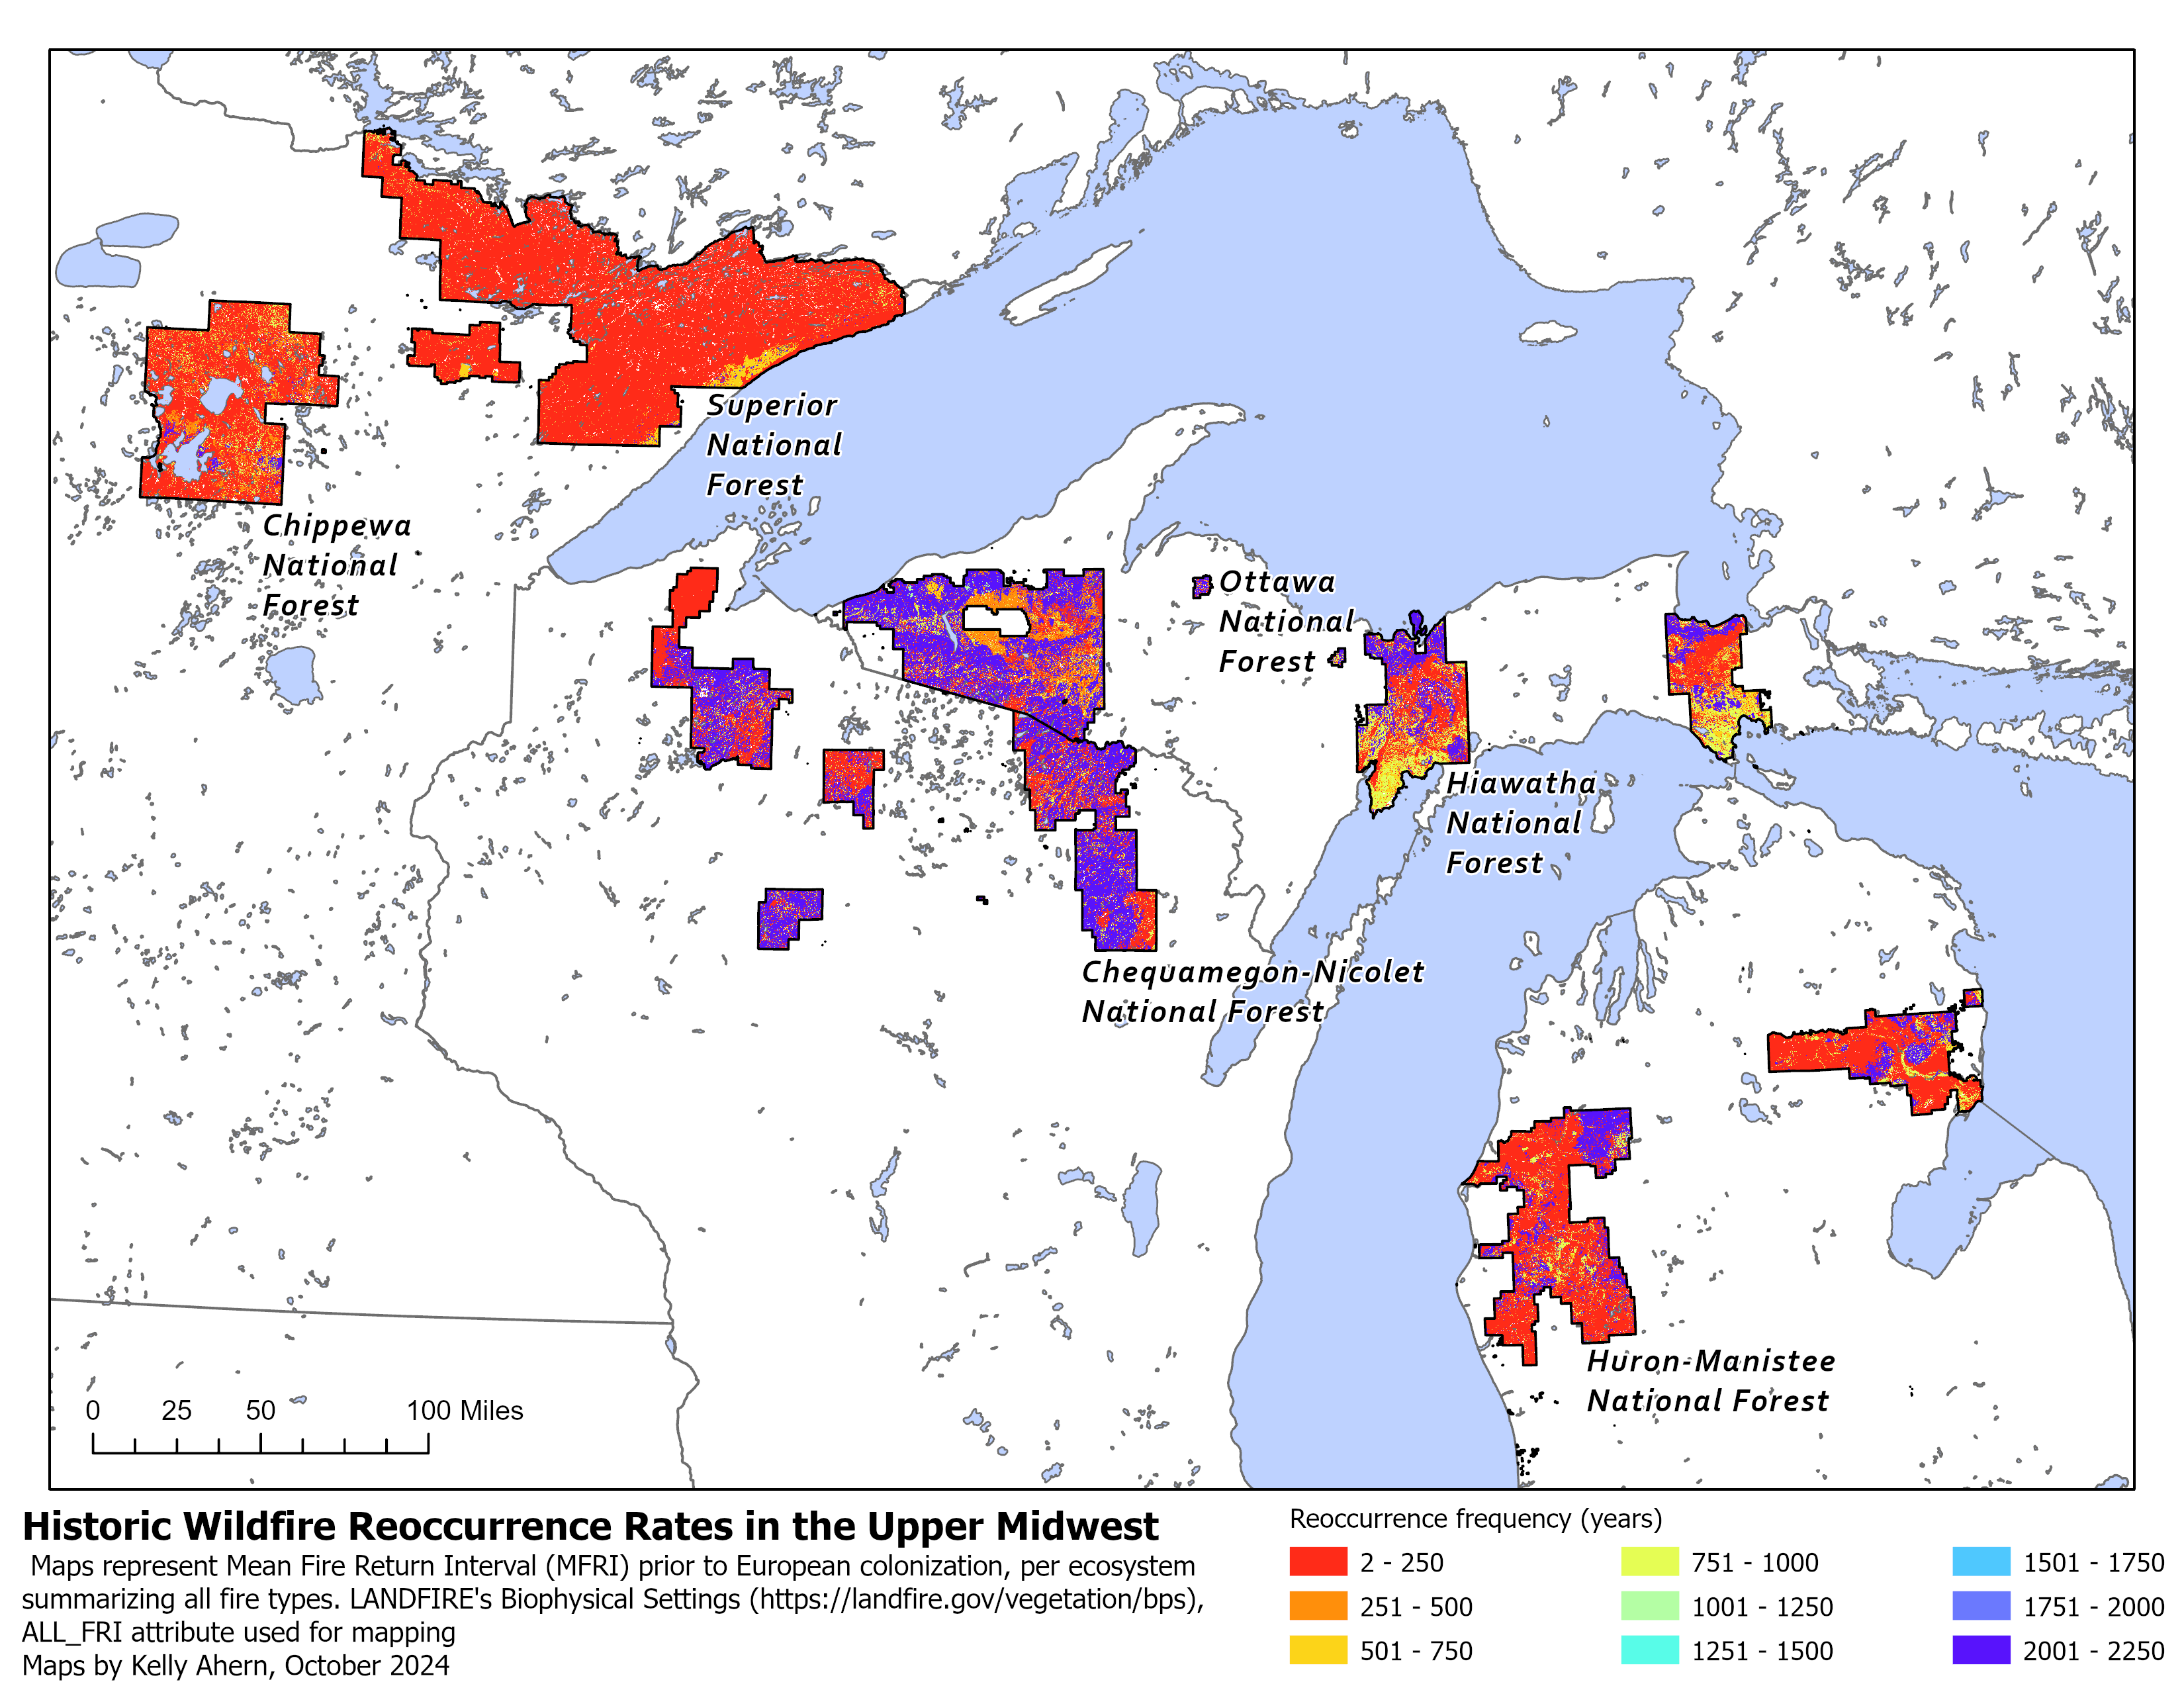 Superior
National
Forest
Chippewa
National
Forest
Ottawa
National
Forest
Hiawatha
National
Forest
Chequamegon-Nicolet
National Forest
Huron-Manistee
National Forest
0 25 50 100 Miles
Historic Wildfire Reoccurrence Rates in the Upper Midwest
Maps represent Mean Fire Return Interval (MFRI) prior to European colonization, per ecosystem
summarizing all fire types. LANDFIRE's Biophysical Settings (https://landfire.gov/vegetation/bps),
ALL_FRI attribute used for mapping
Maps by Kelly Ahern, October 2024
Reoccurrence frequency (years)
2 - 250
251 - 500
501 - 750
751 - 1000
1001 - 1250
1251 - 1500
1501 - 1750
1751 - 2000
2001 - 2250